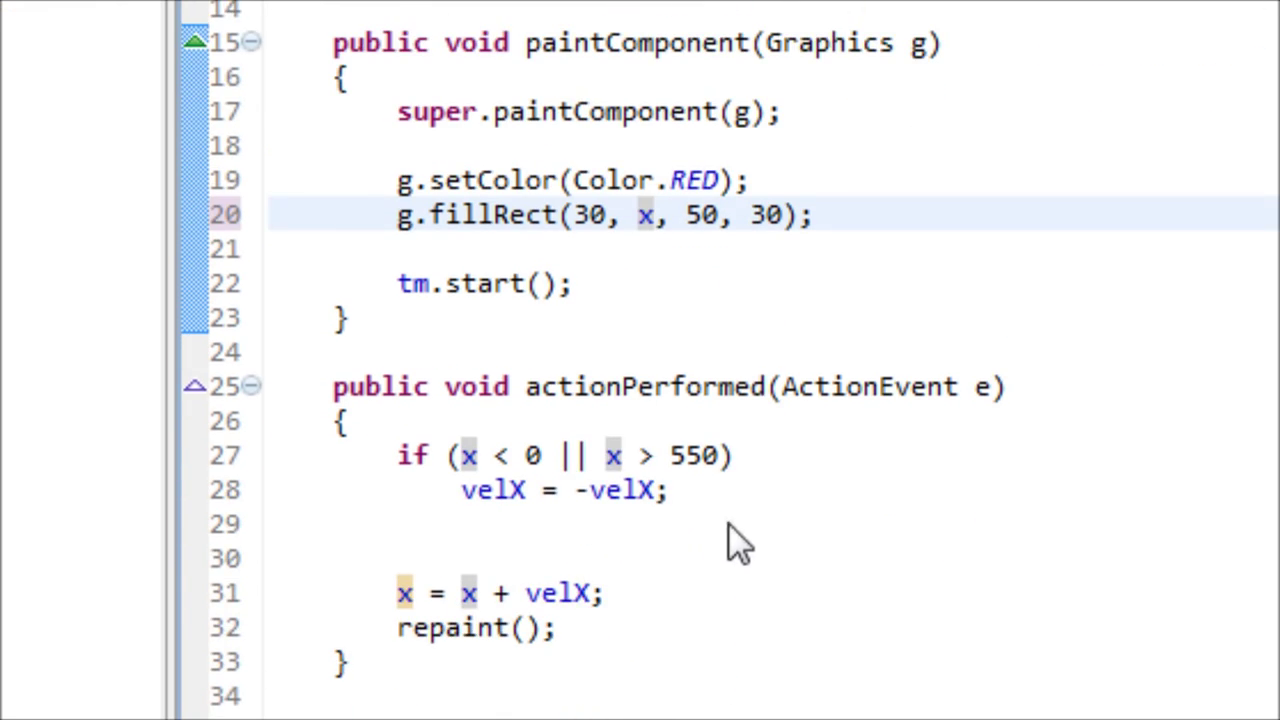 14
15 public void paintComponent(Graphics g)
16 {
17 super.paintComponent(g);
18
19 g.setColor(Color.RED);
20 g.fillRect(30, x, 50, 30);
21
22 tm.start();
23 }
24
25 public void actionPerformed(ActionEvent e)
26 {
27 if (x < 0 || x > 550)
28 velX = -velX;
29
30
31 x = x + velX;
32 repaint();
33 }
34